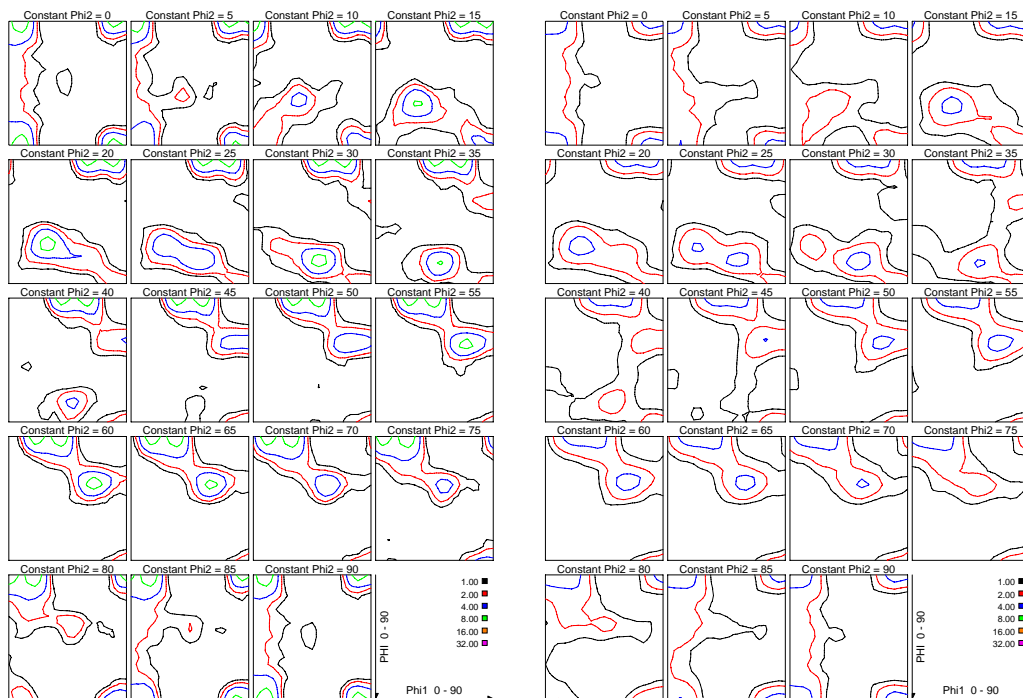 Constant Phi2 = 0 Constant Phi2 = 5 Constant Phi2 = 10 Constant Phi2 = 15 Constant Phi2 = 0 Constant Phi2 = 5 Constant Phi2 = 10 Constant Phi2 = 15
Constant Phi2 = 20 Constant Phi2 = 25 Constant Phi2 = 30 Constant Phi2 = 35 Constant Phi2 = 20 Constant Phi2 = 25 Constant Phi2 = 30 Constant Phi2 = 35
Constant Phi2 = 40 Constant Phi2 = 45 Constant Phi2 = 50 Constant Phi2 = 55 Constant Phi2 = 40 Constant Phi2 = 45 Constant Phi2 = 50 Constant Phi2 = 55
Constant Phi2 = 60 Constant Phi2 = 65 Constant Phi2 = 70 Constant Phi2 = 75 Constant Phi2 = 60 Constant Phi2 = 65 Constant Phi2 = 70 Constant Phi2 = 75
Constant Phi2 = 80 Constant Phi2 = 85 Constant Phi2 = 90 Constant Phi2 = 80 Constant Phi2 = 85 Constant Phi2 = 90
1.00 1.00
2.00 2.00
4.00 4.00
8.00 8.00
16.00 16.00
32.00 32.00
PHI 0 - 90 PHI 0 - 90
Phi1 0 - 90 Phi1 0 - 90